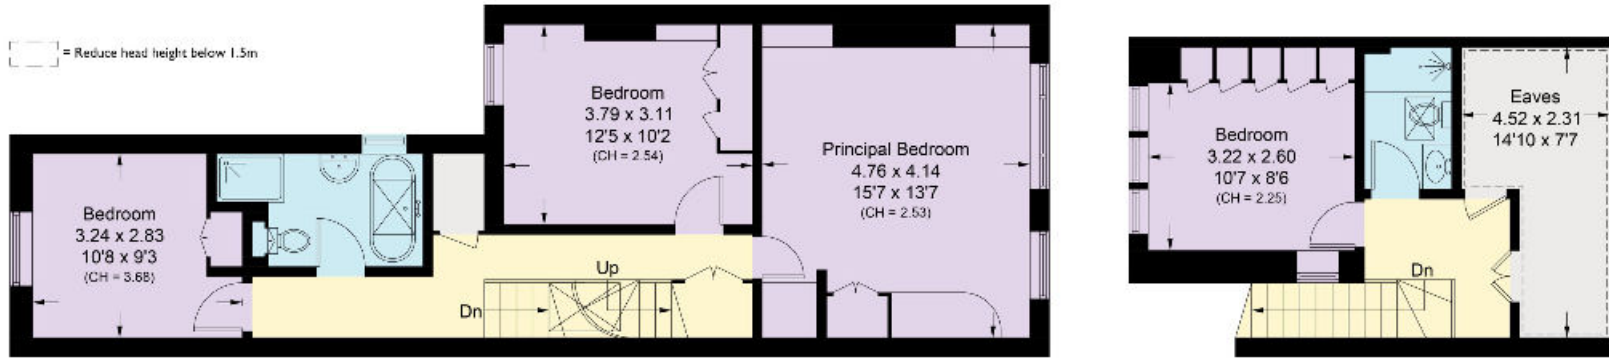 = Reduce head height below 1.5m
Bedroom
3.79 x 3.11
12'5 x 10'2
(CH = 2.54)
Principal Bedroom
4.76 x 4.14
15'7 x 13'7
(CH = 2.53)
Bedroom
3.24 x 2.83
10'8 x 9'3
(CH = 3.68)
Up
Dn
Bedroom
3.22 x 2.60
10'7 x 8'6
(CH = 2.25)
Eaves
4.52 x 2.31
14'10 x 7'7
Dn